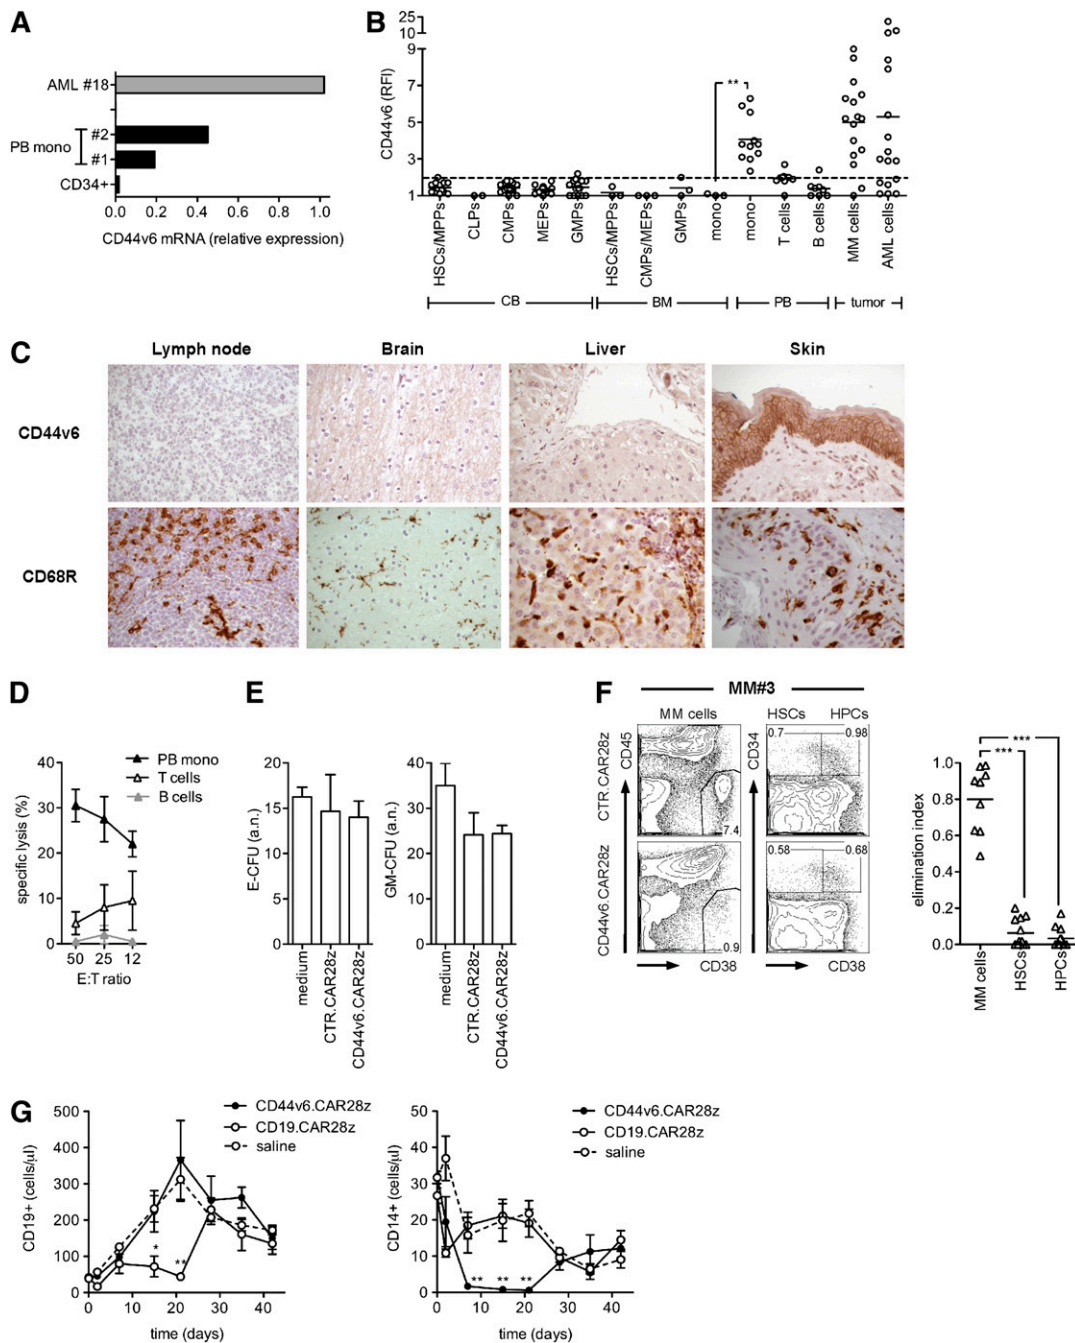 A
AML #18
PB mono
#2
#1
CD34+
0.0 0.2 0.4 0.6 0.8 1.0
CD44v6 mRNA (relative expression)
B
25
10
9
7
5
3
1
CD44v6 (RFI)
**
HSCs/MPPs
CLPs
CMPs
MEPs
GMPs
HSCs/MPPs
CMPs/MEPs
GMPs
mono
mono
T cells
B cells
MM cells
AML cells
CB BM PB tumor
C
Lymph node Brain Liver Skin
CD44v6
CD68R
D
PB mono
T cells
B cells
40
30
20
10
0
specific lysis (%)
50 25 12
E:T ratio
E
20
15
10
5
0
E-CFU (a.n.)
medium
CTR.CAR28z
CD44v6.CAR28z
40
30
20
10
0
GM-CFU (a.n.)
medium
CTR.CAR28z
CD44v6.CAR28z
F
MM#3
MM cells HSCs HPCs
CTR.CAR28z
CD45
7.4
CD34
0.7 0.98
CD44v6.CAR28z
0.9
0.58 0.68
CD38 CD38
elimination index
1.0
0.8
0.6
0.4
0.2
0.0
***
***
MM cells
HSCs
HPCs
G
CD44v6.CAR28z
CD19.CAR28z
saline
500
400
300
200
100
0
CD19+ (cells/µl)
*
**
0 10 20 30 40
time (days)
CD44v6.CAR28z
CD19.CAR28z
saline
50
40
30
20
10
0
CD14+ (cells/µl)
** ** **
0 10 20 30 40
time (days)